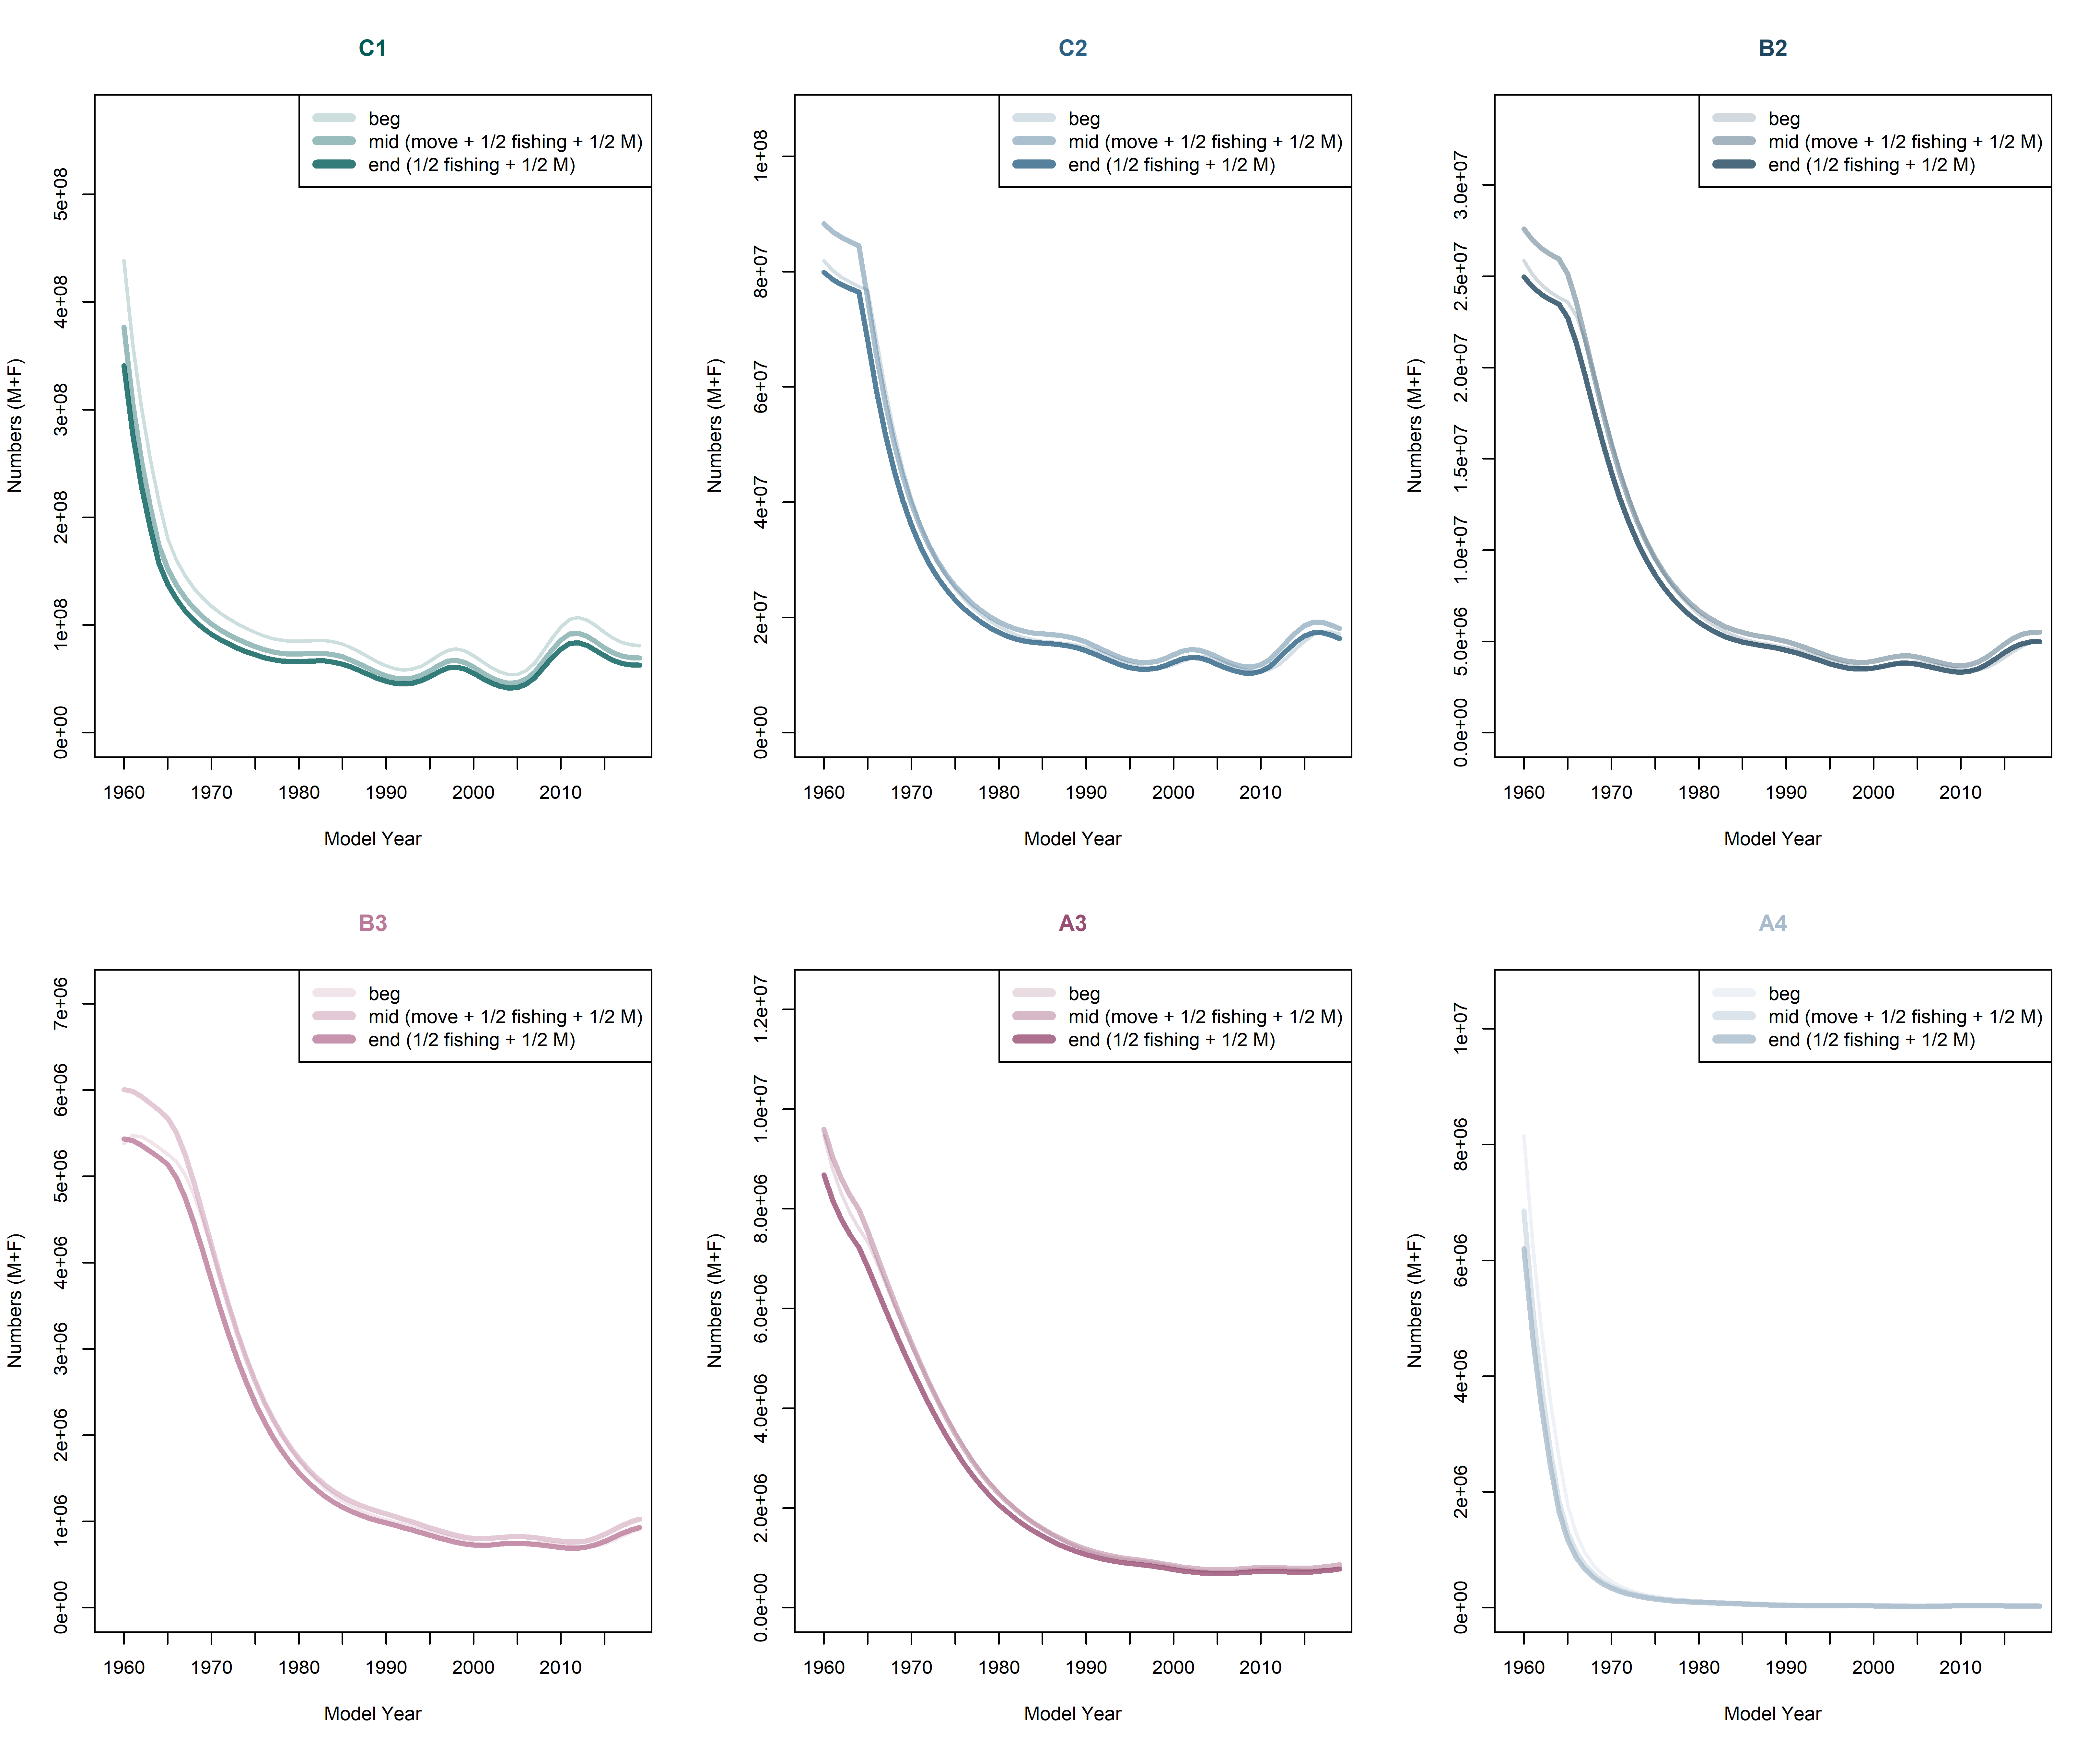 C1
beg
mid (move + 1/2 fishing + 1/2 M)
end (1/2 fishing + 1/2 M)
Numbers (M+F)
5e+08
4e+08
3e+08
2e+08
1e+08
0e+00
1960 1970 1980 1990 2000 2010
Model Year
C2
beg
mid (move + 1/2 fishing + 1/2 M)
end (1/2 fishing + 1/2 M)
Numbers (M+F)
1e+08
8e+07
6e+07
4e+07
2e+07
0e+00
1960 1970 1980 1990 2000 2010
Model Year
B2
beg
mid (move + 1/2 fishing + 1/2 M)
end (1/2 fishing + 1/2 M)
Numbers (M+F)
3.0e+07
2.5e+07
2.0e+07
1.5e+07
1.0e+07
5.0e+06
0.0e+00
1960 1970 1980 1990 2000 2010
Model Year
B3
beg
mid (move + 1/2 fishing + 1/2 M)
end (1/2 fishing + 1/2 M)
Numbers (M+F)
7e+06
6e+06
5e+06
4e+06
3e+06
2e+06
1e+06
0e+00
1960 1970 1980 1990 2000 2010
Model Year
A3
beg
mid (move + 1/2 fishing + 1/2 M)
end (1/2 fishing + 1/2 M)
Numbers (M+F)
1.2e+07
1.0e+07
8.0e+06
6.0e+06
4.0e+06
2.0e+06
0.0e+00
1960 1970 1980 1990 2000 2010
Model Year
A4
beg
mid (move + 1/2 fishing + 1/2 M)
end (1/2 fishing + 1/2 M)
Numbers (M+F)
1e+07
8e+06
6e+06
4e+06
2e+06
0e+00
1960 1970 1980 1990 2000 2010
Model Year